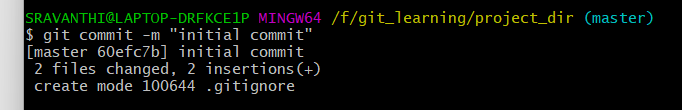 SRAVANTHI@LAPTOP-DRFKCE1P MINGW64 /f/git_learning/project_dir (master)
$ git commit -m "initial commit"
[master 60efc7b] initial commit
 2 files changed, 2 insertions(+)
 create mode 100644 .gitignore